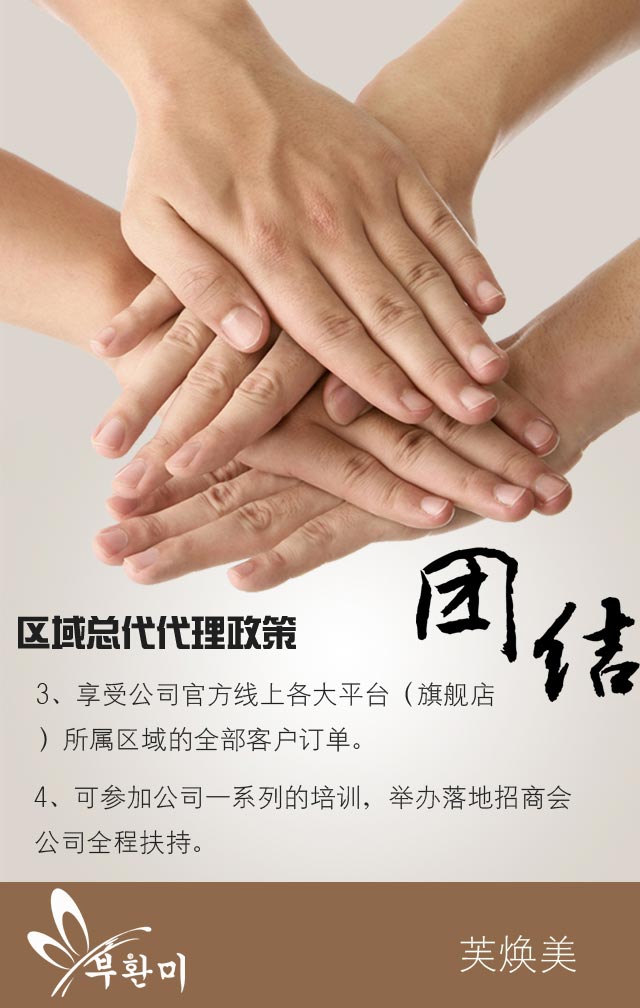 团结
区域总代代理政策
3、享受公司官方线上各大平台（旗舰店
）所属区域的全部客户订单。
4、可参加公司一系列的培训，举办落地招商会
公司全程扶持。
부환미
芙焕美